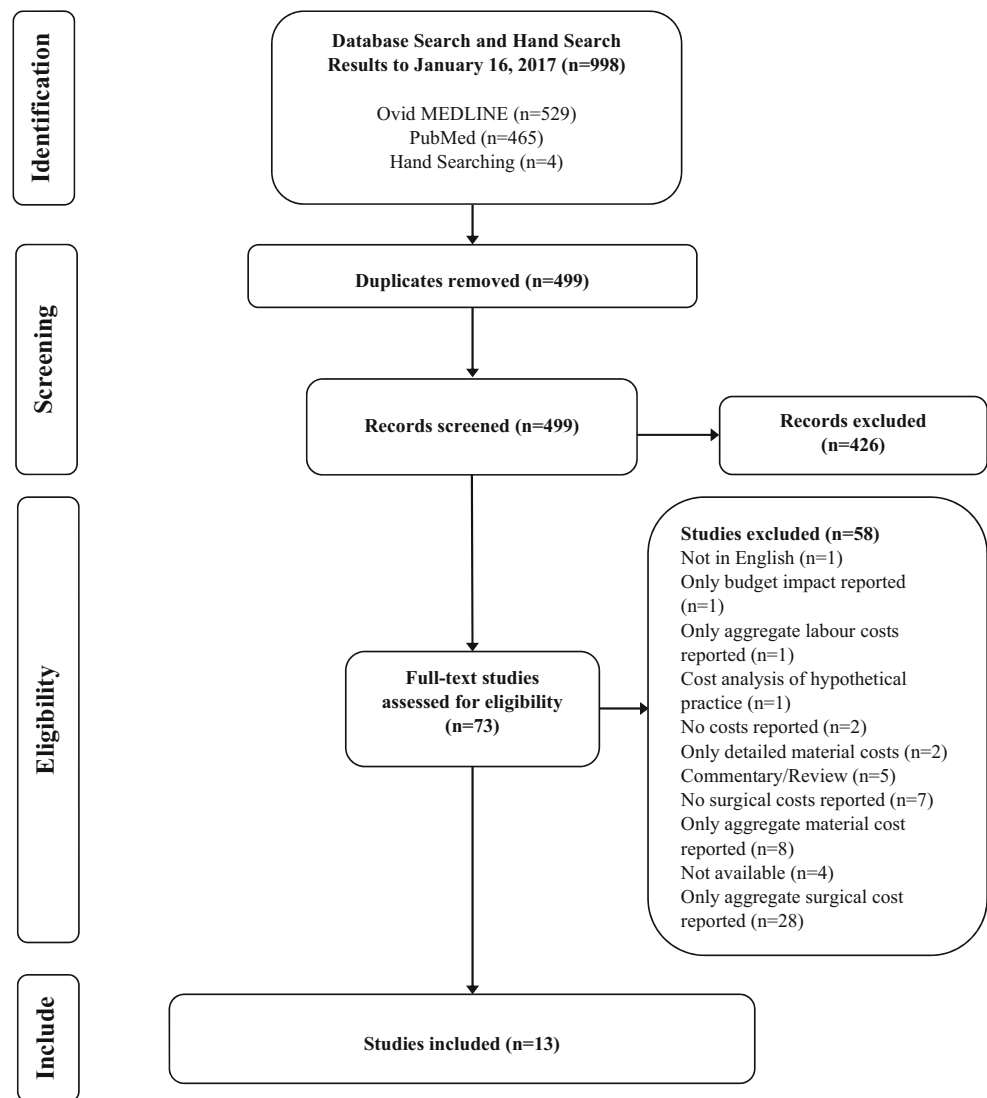 Identification
Database Search and Hand Search
Results to January 16, 2017 (n=998)
Ovid MEDLINE (n=529)
PubMed (n=465)
Hand Searching (n=4)
Screening
Duplicates removed (n=499)
Records screened (n=499)
Records excluded
(n=426)
Eligibility
Full-text studies
assessed for eligibility
(n=73)
Studies excluded (n=58)
Not in English (n=1)
Only budget impact reported
(n=1)
Only aggregate labour costs
reported (n=1)
Cost analysis of hypothetical
practice (n=1)
No costs reported (n=2)
Only detailed material costs (n=2)
Commentary/Review (n=5)
No surgical costs reported (n=7)
Only aggregate material cost
reported (n=8)
Not available (n=4)
Only aggregate surgical cost
reported (n=28)
Include
Studies included (n=13)